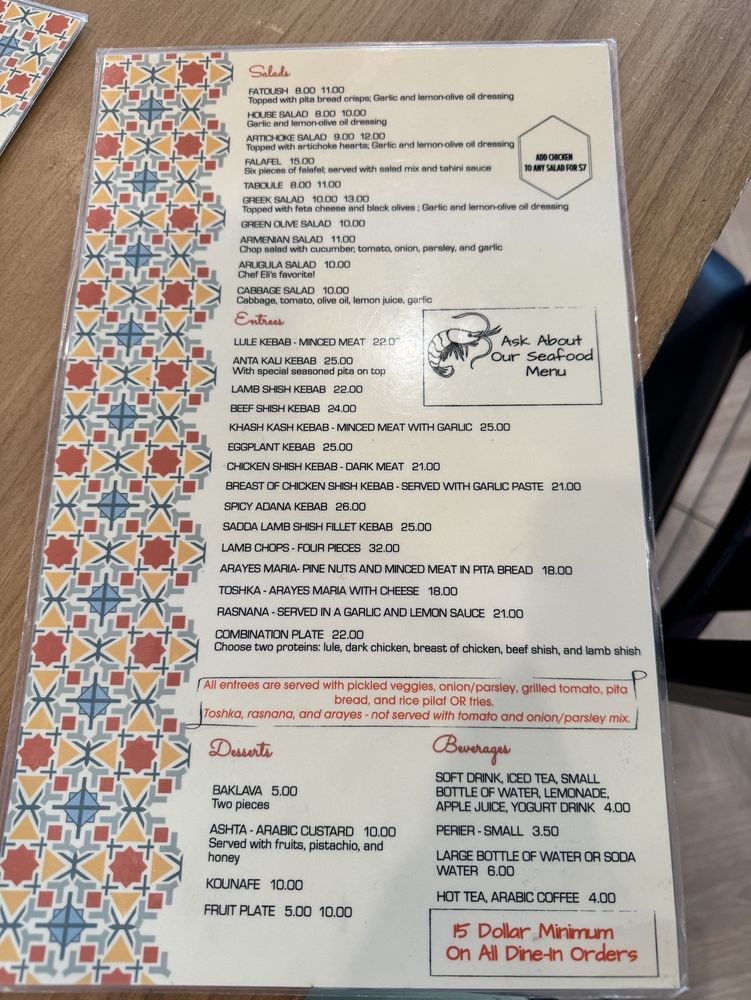 Salads
FATOUSH 8.00 11.00
Topped with pita bread crisps; Garlic and lemon-olive oil dressing
HOUSE SALAD 8.00 10.00
Garlic and lemon-olive oil dressing
ARTICHOKE SALAD 9.00 12.00
Topped with artichoke hearts; Garlic and lemon-olive oil dressing
FALAFEL 15.00
Six pieces of falafel; served with salad mix and tahini sauce
ADD CHICKEN
TO ANY SALAD FOR $7
TABOULE 8.00 11.00
GREEK SALAD 10.00 13.00
Topped with feta cheese and black olives ; Garlic and lemon-olive oil dressing
GREEN OLIVE SALAD 10.00
ARMENIAN SALAD 11.00
Chop salad with cucumber, tomato, onion, parsley, and garlic
ARUGULA SALAD 10.00
Chef Eli's favorite!
CABBAGE SALAD 10.00
Cabbage, tomato, olive oil, lemon juice, garlic
Entrees
LULE KEBAB - MINCED MEAT
ANTA KALI KEBAB 25.00
With special seasoned pita on top
Ask About
Our Seafood
Menu
LAMB SHISH KEBAB 22.00
BEEF SHISH KEBAB 24.00
KHASH KASH KEBAB - MINCED MEAT WITH GARLIC 25.00
EGGPLANT KEBAB 25.00
CHICKEN SHISH KEBAB - DARK MEAT 21.00
BREAST OF CHICKEN SHISH KEBAB - SERVED WITH GARLIC PASTE 21.00
SPICY ADANA KEBAB 26.00
SADDA LAMB SHISH FILLET KEBAB 25.00
LAMB CHOPS - FOUR PIECES 32.00
ARAYES MARIA- PINE NUTS AND MINCED MEAT IN PITA BREAD 18.00
TOSHKA - ARAYES MARIA WITH CHEESE 18.00
RASNANA - SERVED IN A GARLIC AND LEMON SAUCE 21.00
COMBINATION PLATE 22.00
Choose two proteins: lule, dark chicken, breast of chicken, beef shish, and lamb shish
All entrees are served with pickled veggies, onion/parsley, grilled tomato, pita
bread, and rice pilaf OR fries.
Toshka, rasnana, and arayes - not served with tomato and onion/parsley mix.
Desserts
BAKLAVA 5.00
Two pieces
ASHTA - ARABIC CUSTARD 10.00
Served with fruits, pistachio, and
honey
KOUNAFE 10.00
FRUIT PLATE 5.00 10.00
Beverages
SOFT DRINK, ICED TEA, SMALL
BOTTLE OF WATER, LEMONADE,
APPLE JUICE, YOGURT DRINK 4.00
PERIER - SMALL 3.50
LARGE BOTTLE OF WATER OR SODA
WATER 6.00
HOT TEA, ARABIC COFFEE 4.00
15 Dollar Minimum
On All Dine-In Orders